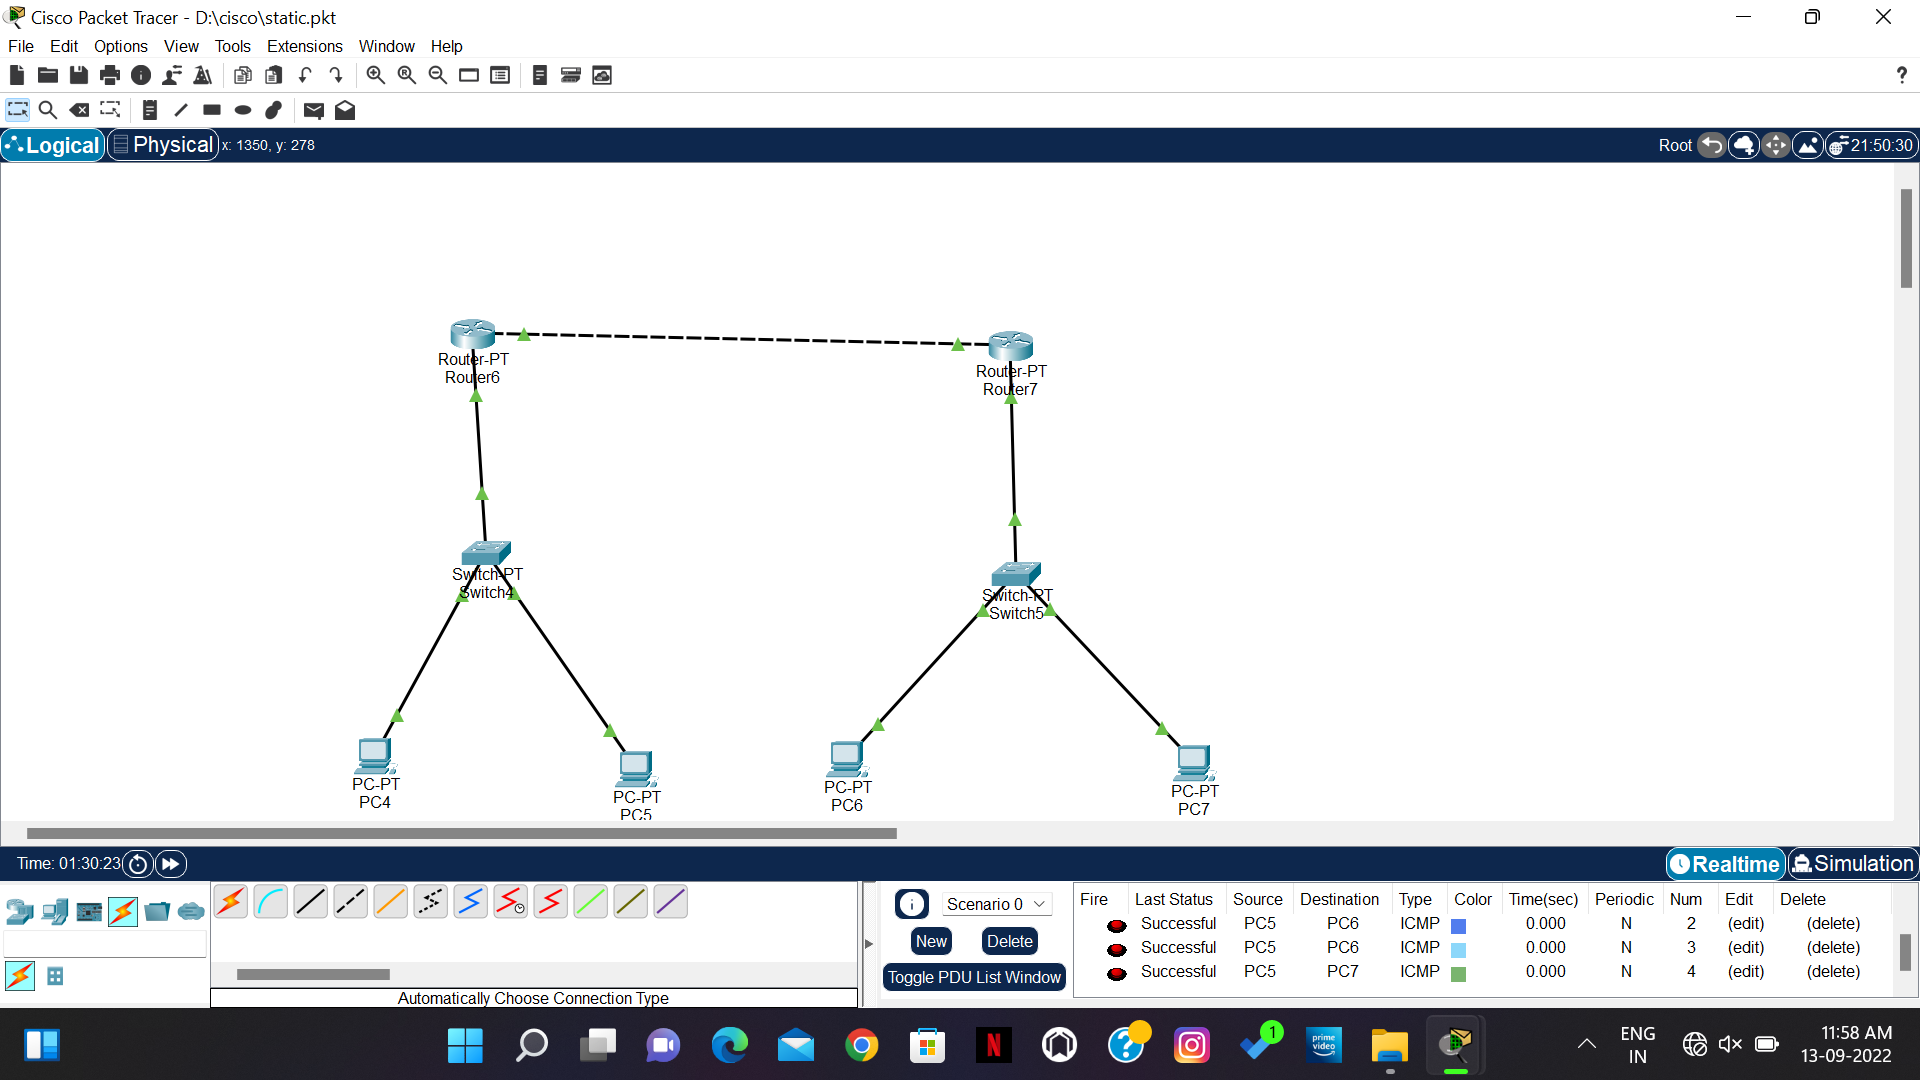 Cisco Packet Tracer - D:\cisco\static.pkt
File Edit Options View Tools Extensions Window Help
?
Logical Physical x: 1350, y: 278 Root 21:50:30
Router-PT
Router6
Router-PT
Router7
Switch-PT
Switch4
Switch-PT
Switch5
PC-PT
PC4
PC-PT
PC5
PC-PT
PC6
PC-PT
PC7
Time: 01:30:23 Realtime Simulation
Scenario 0
New Delete
Toggle PDU List Window
Automatically Choose Connection Type
Fire Last Status Source Destination Type Color Time(sec) Periodic Num Edit Delete
Successful PC5 PC6 ICMP 0.000 N 2 (edit) (delete)
Successful PC5 PC6 ICMP 0.000 N 3 (edit) (delete)
Successful PC5 PC7 ICMP 0.000 N 4 (edit) (delete)
N
?
1
prime video
ENG
IN
11:58 AM
13-09-2022